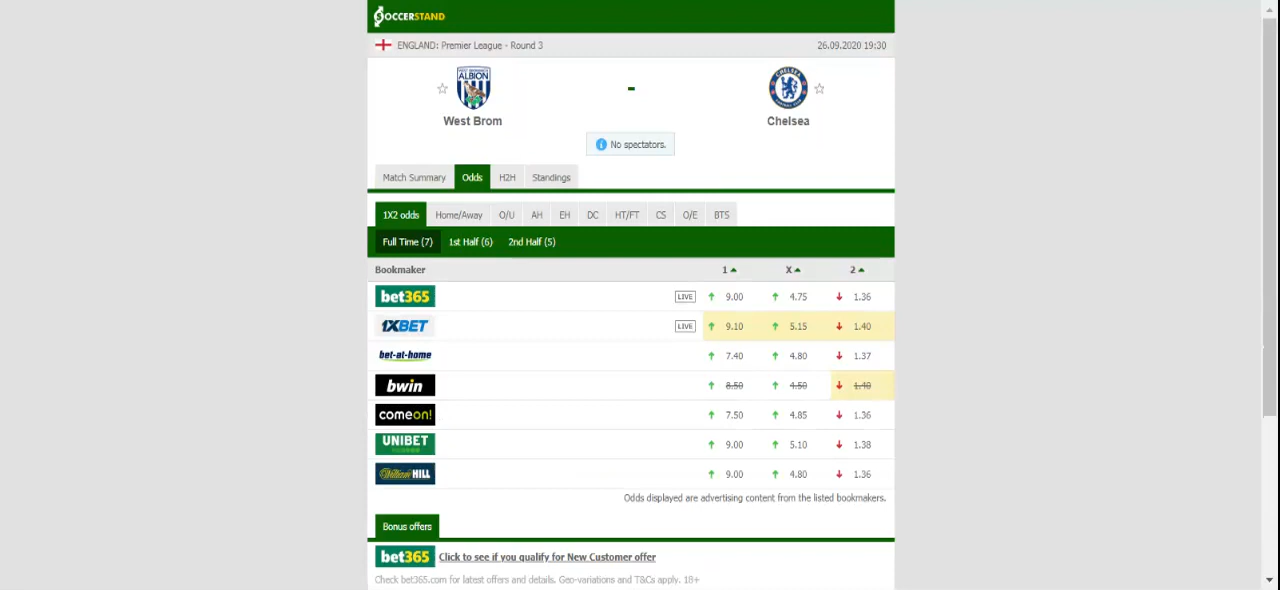 SOCCERSTAND
ENGLAND: Premier League - Round 3 26.09.2020 19:30
ALBION
CHELSEA
-
West Brom Chelsea
No spectators.
Match Summary Odds H2H Standings
1X2 odds Home/Away O/U AH EH DC HT/FT CS O/E BTS
Full Time (7) 1st Half (6) 2nd Half (5)
Bookmaker 1 X 2
bet365 LIVE 9.00 4.75 1.36
1XBET LIVE 9.10 5.15 1.40
bet-at-home 7.40 4.80 1.37
bwin 8.50 4.50 1.40
comeon! 7.50 4.85 1.36
UNIBET 9.00 5.10 1.38
William HILL 9.00 4.80 1.36
Odds displayed are advertising content from the listed bookmakers.
Bonus offers
bet365 Click to see if you qualify for New Customer offer
Check bet365.com for latest offers and details. Geo-variations and T&Cs apply. 18+